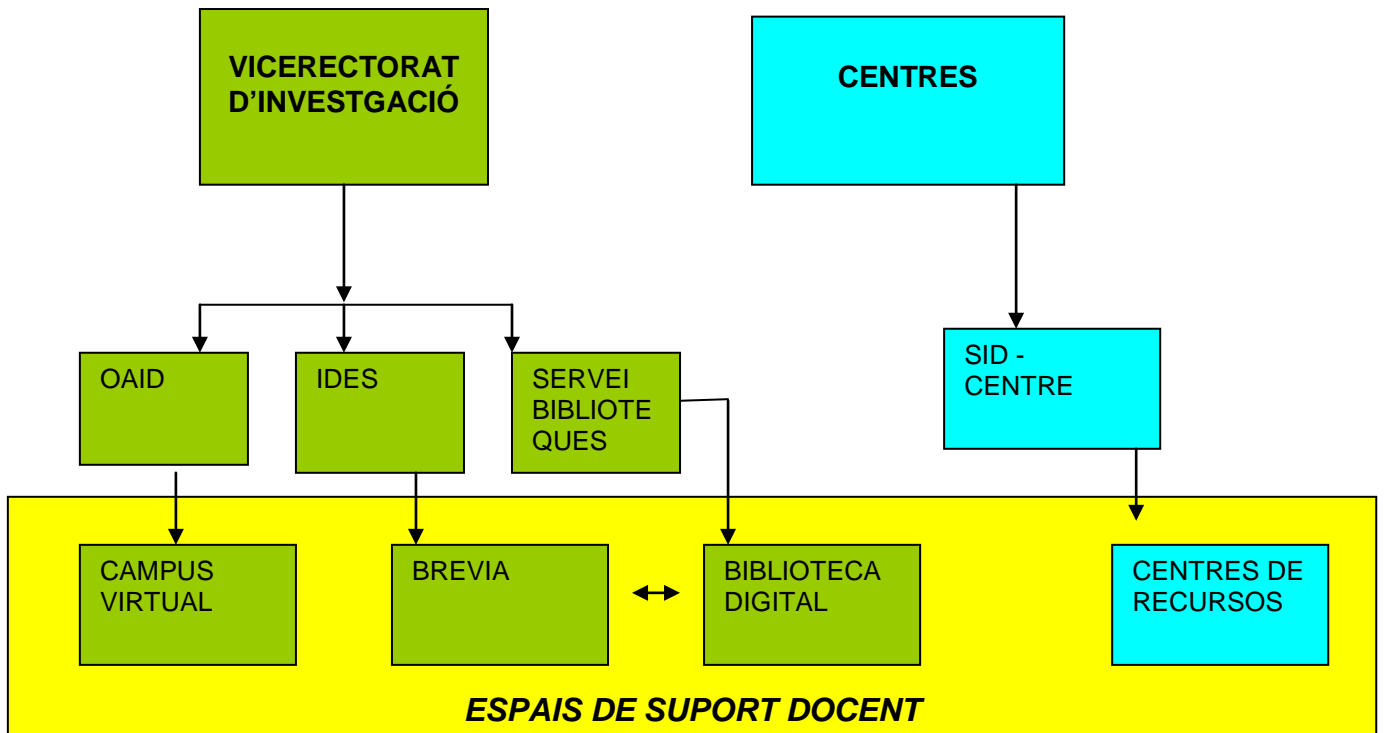 VICERECTORAT
D'INVESTGACIÓ
CENTRES
OAID
IDES
SERVEI
BIBLIOTE
QUES
SID -
CENTRE
CAMPUS
VIRTUAL
BREVIA
BIBLIOTECA
DIGITAL
CENTRES DE
RECURSOS
ESPAIS DE SUPORT DOCENT